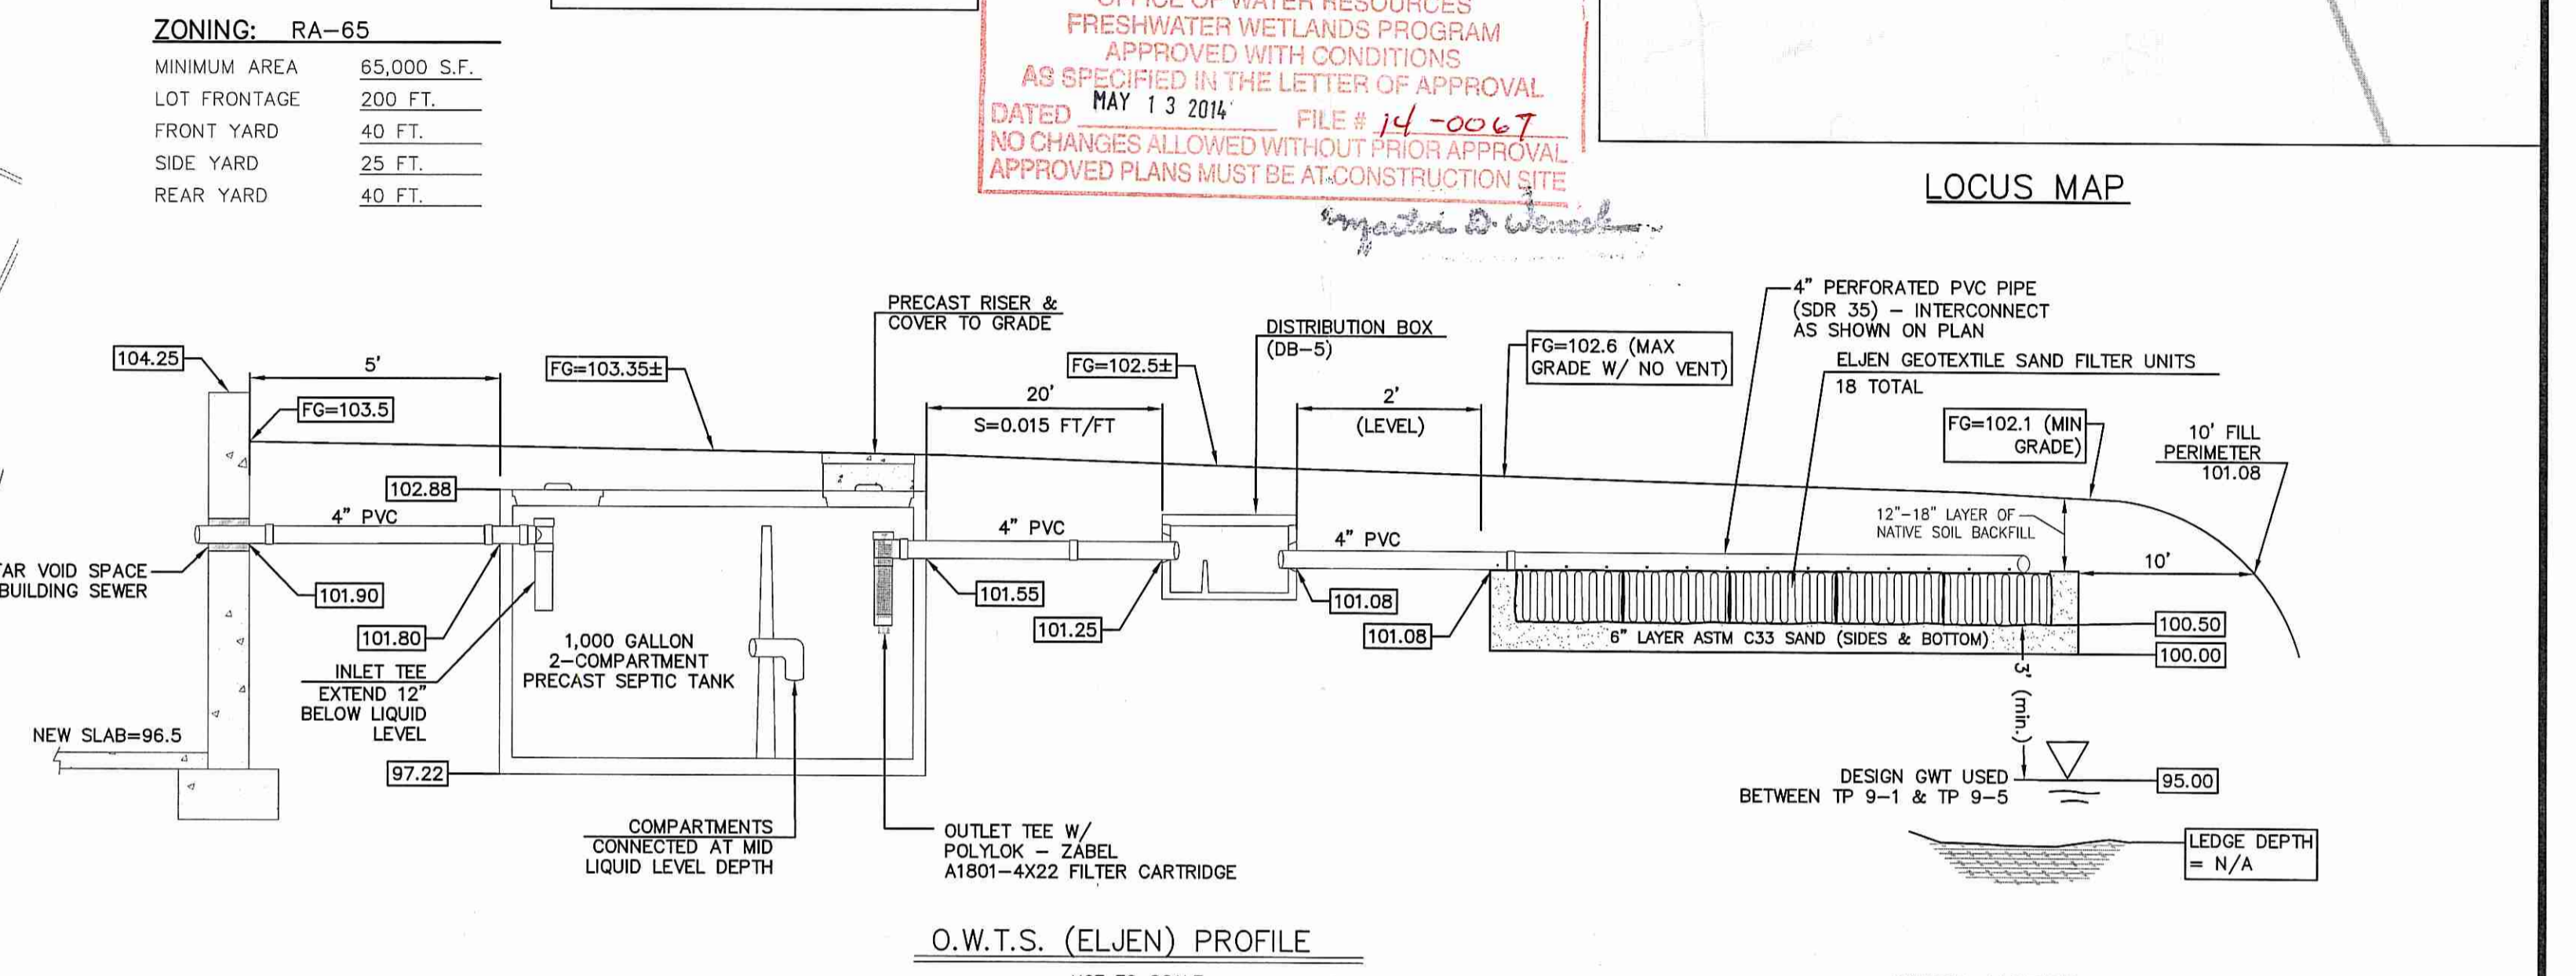 ZONING: RA-65
MINIMUM AREA 65,000 S.F.
LOT FRONTAGE 200 FT.
FRONT YARD 40 FT.
SIDE YARD 25 FT.
REAR YARD 40 FT.
OFFICE OF WATER RESOURCES
FRESHWATER WETLANDS PROGRAM
APPROVED WITH CONDITIONS
AS SPECIFIED IN THE LETTER OF APPROVAL
DATED MAY 13 2014 FILE # 14-0067
NO CHANGES ALLOWED WITHOUT PRIOR APPROVAL
APPROVED PLANS MUST BE AT CONSTRUCTION SITE
LOCUS MAP
104.25
5'
FG=103.5
FG=103.35±
PRECAST RISER &
COVER TO GRADE
20'
S=0.015 FT/FT
FG=102.5±
DISTRIBUTION BOX
(DB-5)
2'
(LEVEL)
FG=102.6 (MAX
GRADE W/ NO VENT)
4" PERFORATED PVC PIPE
(SDR 35) - INTERCONNECT
AS SHOWN ON PLAN
ELJEN GEOTEXTILE SAND FILTER UNITS
18 TOTAL
FG=102.1 (MIN
GRADE)
10' FILL
PERIMETER
101.08
102.88
4" PVC
4" PVC
4" PVC
12"-18" LAYER OF
NATIVE SOIL BACKFILL
10'
VOID SPACE
BUILDING SEWER
101.90
101.80
INLET TEE
EXTEND 12"
BELOW LIQUID
LEVEL
1,000 GALLON
2-COMPARTMENT
PRECAST SEPTIC TANK
101.55
101.25
101.08
101.08
6" LAYER ASTM C33 SAND (SIDES & BOTTOM)
100.50
100.00
3' (min.)
NEW SLAB=96.5
97.22
DESIGN GWT USED
BETWEEN TP 9-1 & TP 9-5
95.00
COMPARTMENTS
CONNECTED AT MID
LIQUID LEVEL DEPTH
OUTLET TEE W/
POLYLOK - ZABEL
A1801-4X22 FILTER CARTRIDGE
LEDGE DEPTH
= N/A
O.W.T.S. (ELJEN) PROFILE